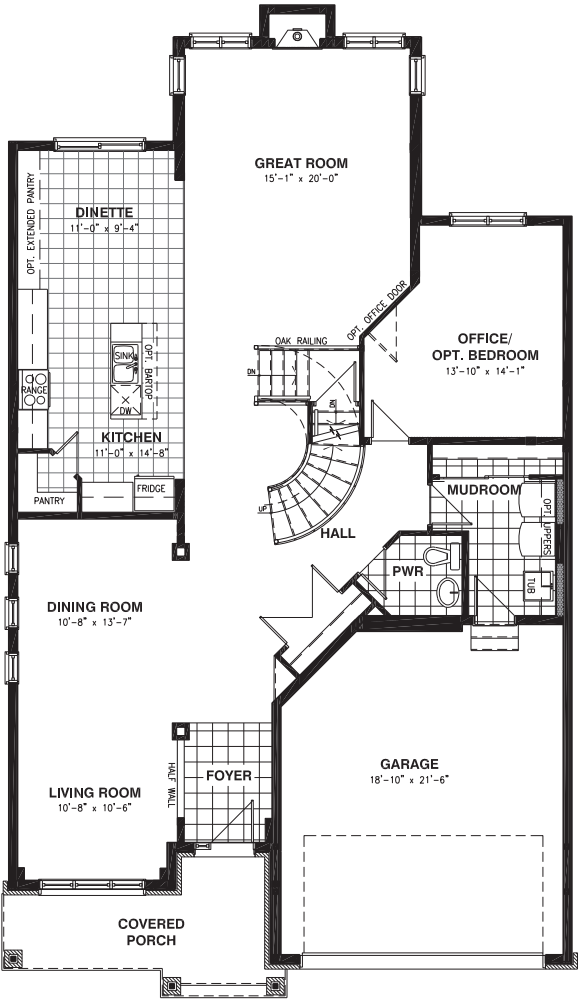 GREAT ROOM
15'-1" x 20'-0"
OPT. EXTENDED PANTRY
DINETTE
11'-0" x 9'-4"
OPT. OFFICE DOOR
OAK RAILING
OFFICE/
OPT. BEDROOM
13'-10" x 14'-1"
DN
SINK
OPT. BARTOP
RANGE
DW
DN
KITCHEN
11'-0" x 14'-8"
FRIDGE
PANTRY
UP
MUDROOM
OPT. UPPERS
HALL
PWR
TUB
DINING ROOM
10'-8" x 13'-7"
FOYER
HALF WALL
LIVING ROOM
10'-8" x 10'-6"
GARAGE
18'-10" x 21'-6"
COVERED
PORCH